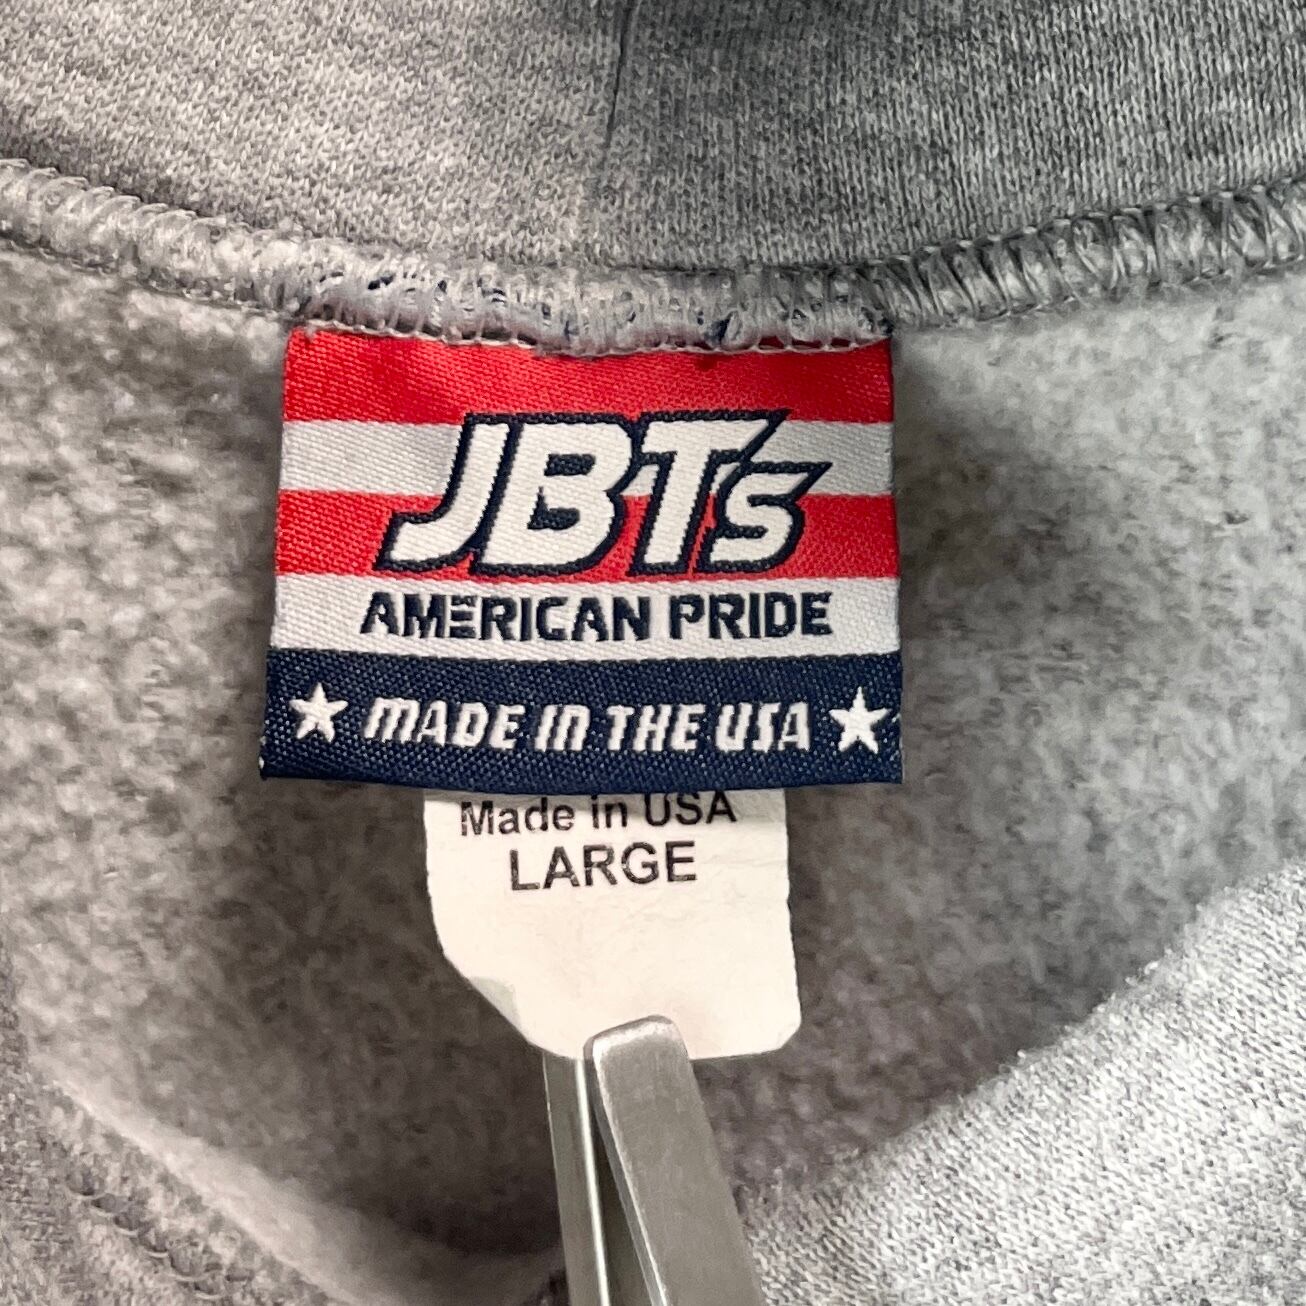 JBTs
AMERICAN PRIDE
MADE IN THE USA
Made in USA
LARGE